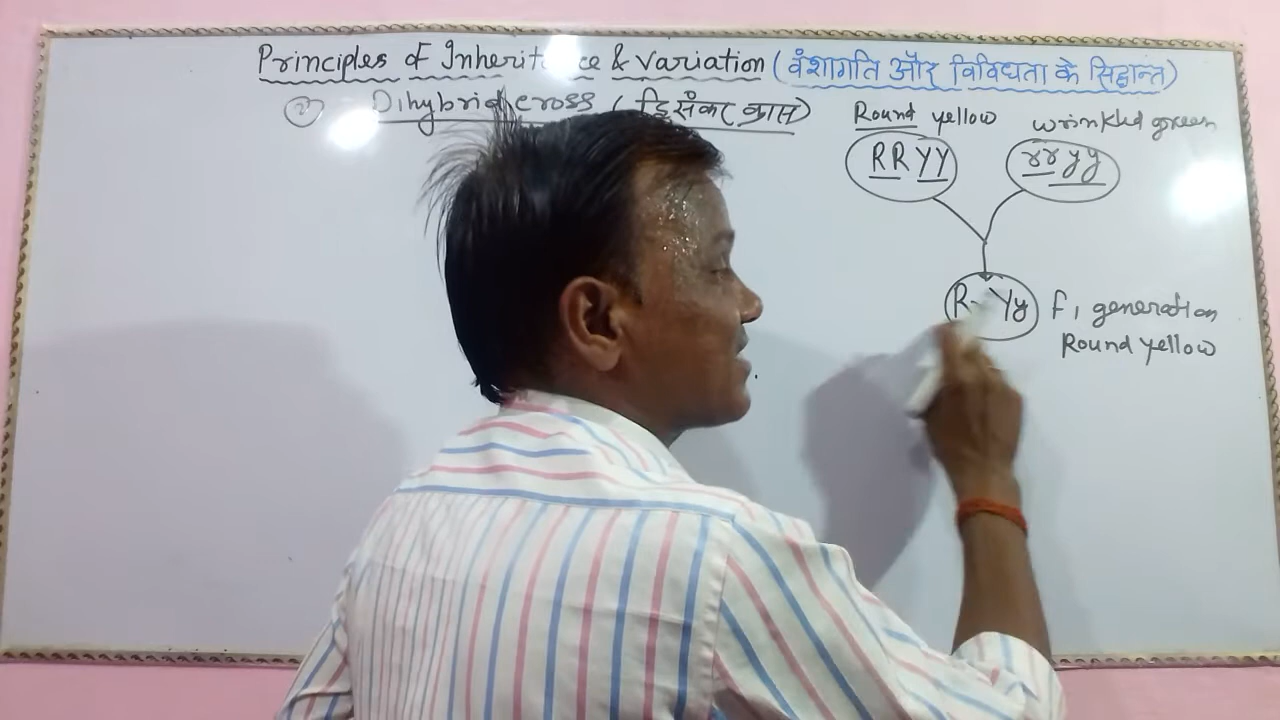 Principles of Inheritance & Variation (वंशागति और विविधता के सिद्धान्त)
② Dihybrid cross (द्विसंकर क्रास)
Round yellow wrinkled green
RRYY rryy
R Yy F1 generation
Round yellow